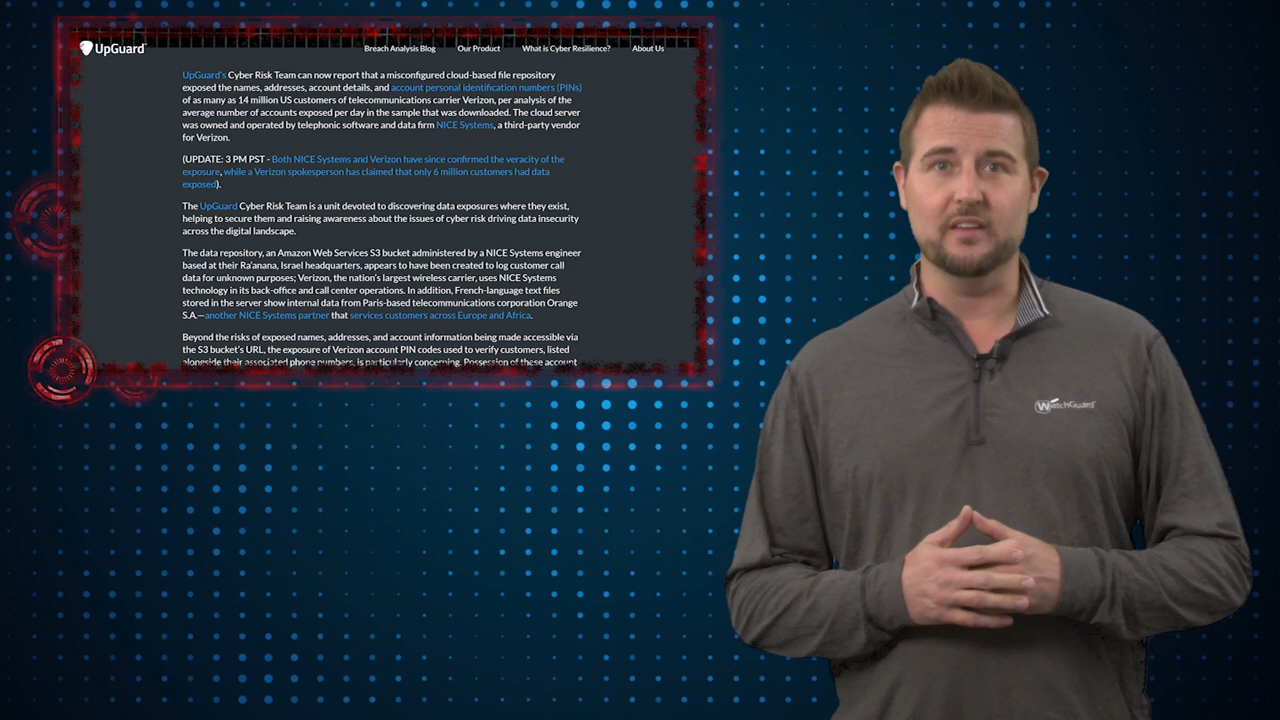 UpGuard
Breach Analysis Blog Our Product What is Cyber Resilience? About Us
UpGuard's Cyber Risk Team can now report that a misconfigured cloud-based file repository
exposed the names, addresses, account details, and account personal identification numbers (PINs)
of as many as 14 million US customers of telecommunications carrier Verizon, per analysis of the
average number of accounts exposed per day in the sample that was downloaded. The cloud server
was owned and operated by telephonic software and data firm NICE Systems, a third-party vendor
for Verizon.
(UPDATE: 3 PM PST - Both NICE Systems and Verizon have since confirmed the veracity of the
exposure, while a Verizon spokesperson has claimed that only 6 million customers had data
exposed).
The UpGuard Cyber Risk Team is a unit devoted to discovering data exposures where they exist,
helping to secure them and raising awareness about the issues of cyber risk driving data insecurity
across the digital landscape.
The data repository, an Amazon Web Services S3 bucket administered by a NICE Systems engineer
based at their Ra'anana, Israel headquarters, appears to have been created to log customer call
data for unknown purposes; Verizon, the nation's largest wireless carrier, uses NICE Systems
technology in its back-office and call center operations. In addition, French-language text files
stored in the server show internal data from Paris-based telecommunications corporation Orange
S.A.—another NICE Systems partner that services customers across Europe and Africa.
Beyond the risks of exposed names, addresses, and account information being made accessible via
the S3 bucket's URL, the exposure of Verizon account PIN codes used to verify customers, listed
alongside their associated phone numbers, is particularly concerning. Possession of these account
WatchGuard